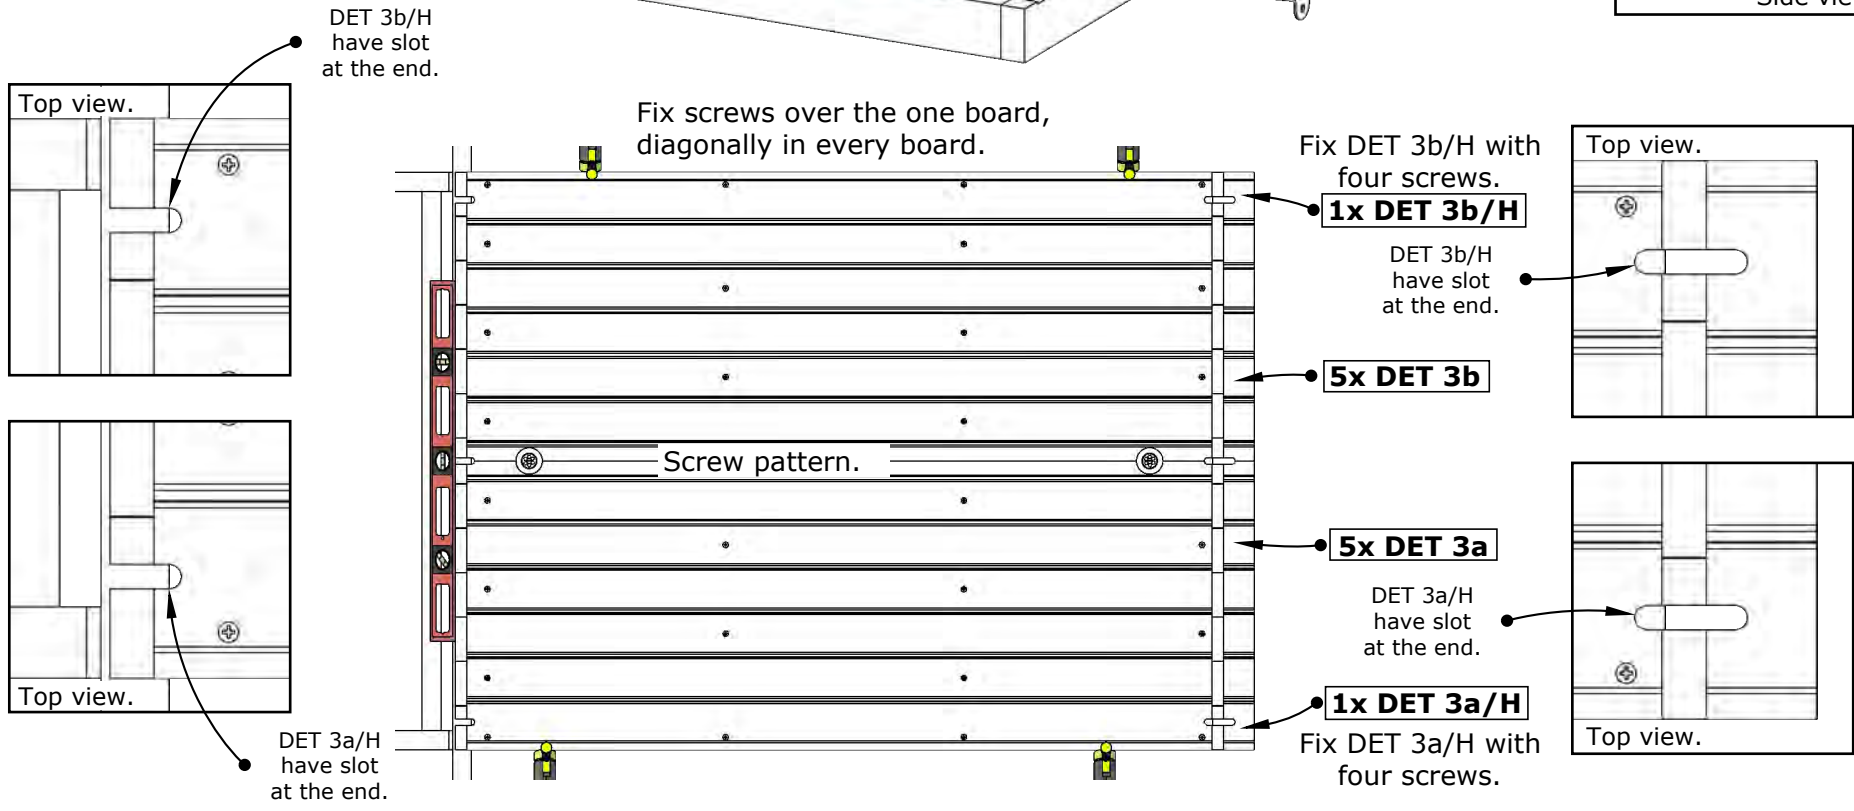 DET 3b/H
have slot
at the end.
Top view.
Fix screws over the one board,
diagonally in every board.
Fix DET 3b/H with
four screws.
1x DET 3b/H
Top view.
DET 3b/H
have slot
at the end.
5x DET 3b
Screw pattern.
5x DET 3a
DET 3a/H
have slot
at the end.
1x DET 3a/H
Fix DET 3a/H with
four screws.
Top view.
Top view.
DET 3a/H
have slot
at the end.